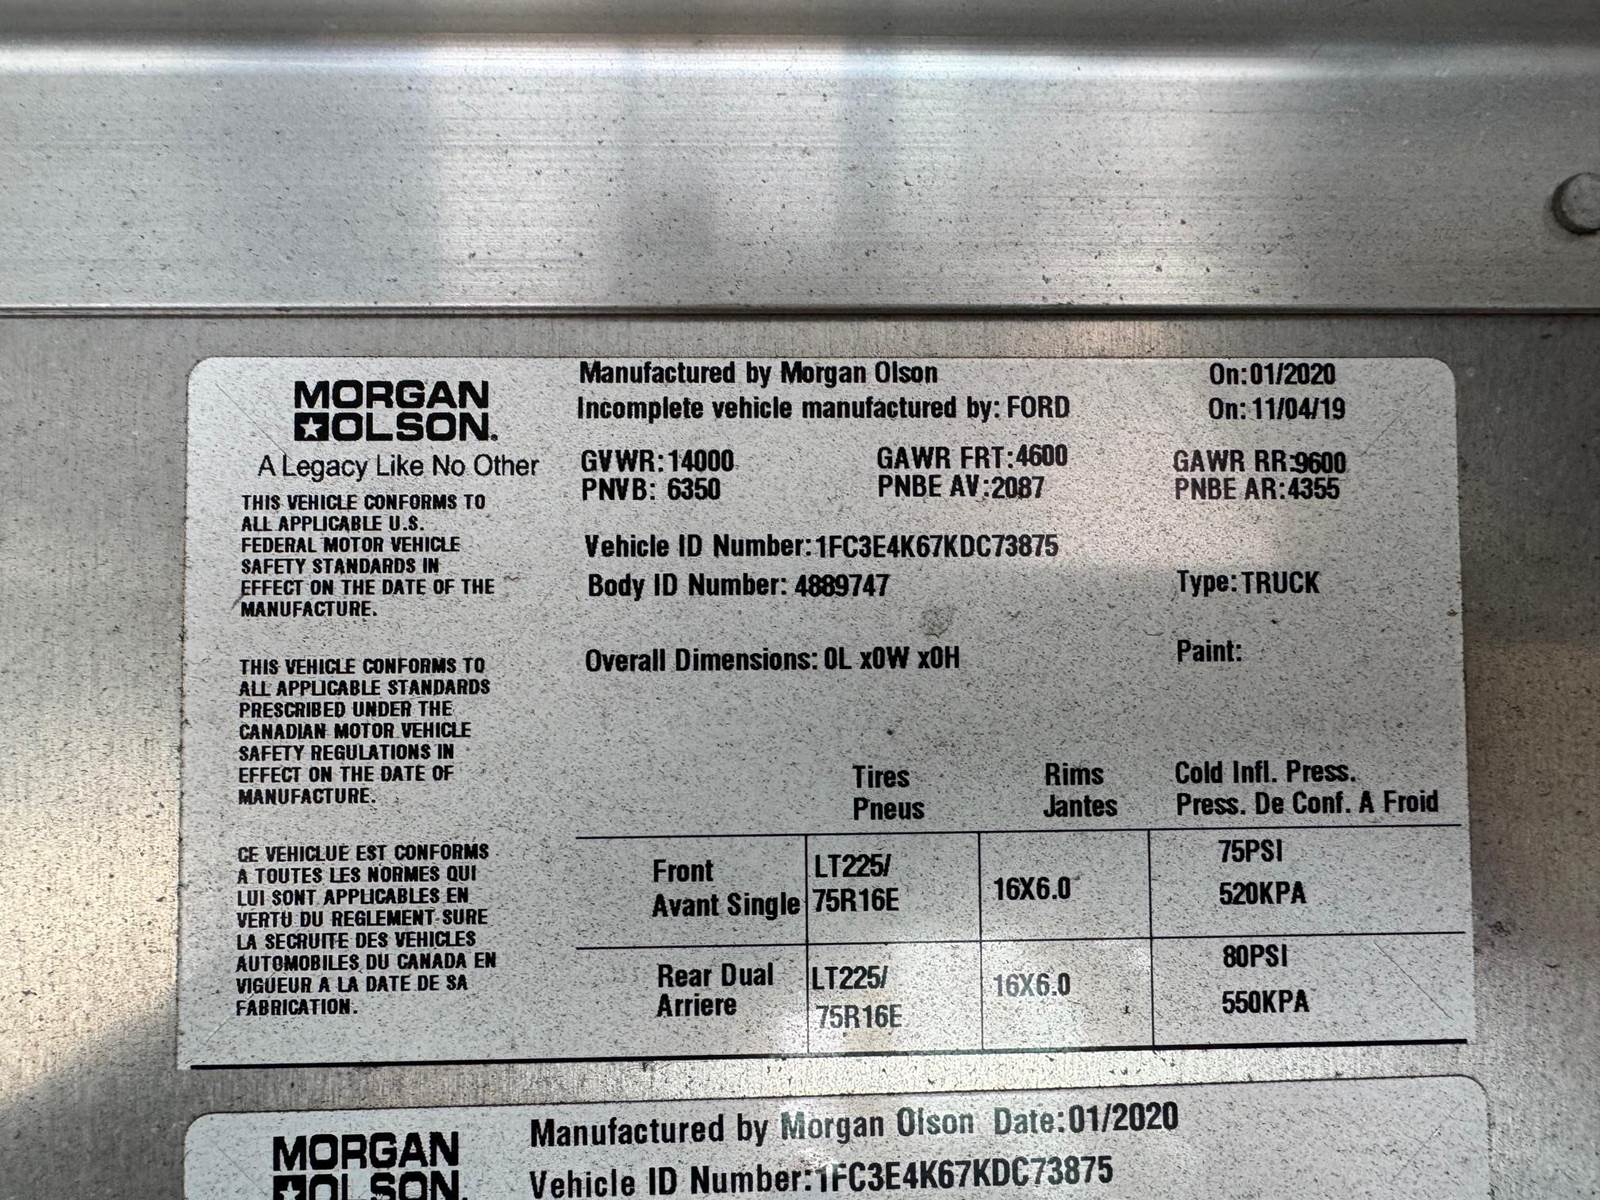 MORGAN
OLSON.
A Legacy Like No Other
THIS VEHICLE CONFORMS TO
ALL APPLICABLE U.S.
FEDERAL MOTOR VEHICLE
SAFETY STANDARDS IN
EFFECT ON THE DATE OF THE
MANUFACTURE.
THIS VEHICLE CONFORMS TO
ALL APPLICABLE STANDARDS
PRESCRIBED UNDER THE
CANADIAN MOTOR VEHICLE
SAFETY REGULATIONS IN
EFFECT ON THE DATE OF
MANUFACTURE.
CE VEHICLUE EST CONFORMS
A TOUTES LES NORMES QUI
LUI SONT APPLICABLES EN
VERTU DU REGLEMENT SURE
LA SECRUITE DES VEHICLES
AUTOMOBILES DU CANADA EN
VIGUEUR A LA DATE DE SA
FABRICATION.
Manufactured by Morgan Olson On:01/2020
Incomplete vehicle manufactured by: FORD On: 11/04/19
GVWR:14000 GAWR FRT:4600 GAWR RR:9600
PNVB: 6350 PNBE AV:2087 PNBE AR:4355
Vehicle ID Number:1FC3E4K67KDC73875
Body ID Number: 4889747 Type:TRUCK
Overall Dimensions: 0L x0W x0H Paint:
Tires Rims Cold Infl. Press.
Pneus Jantes Press. De Conf. A Froid
Front LT225/ 16X6.0 75PSI
Avant Single 75R16E 520KPA
Rear Dual LT225/ 16X6.0 80PSI
Arriere 75R16E 550KPA
MORGAN
OLSON.
Manufactured by Morgan Olson Date:01/2020
Vehicle ID Number:1FC3E4K67KDC73875